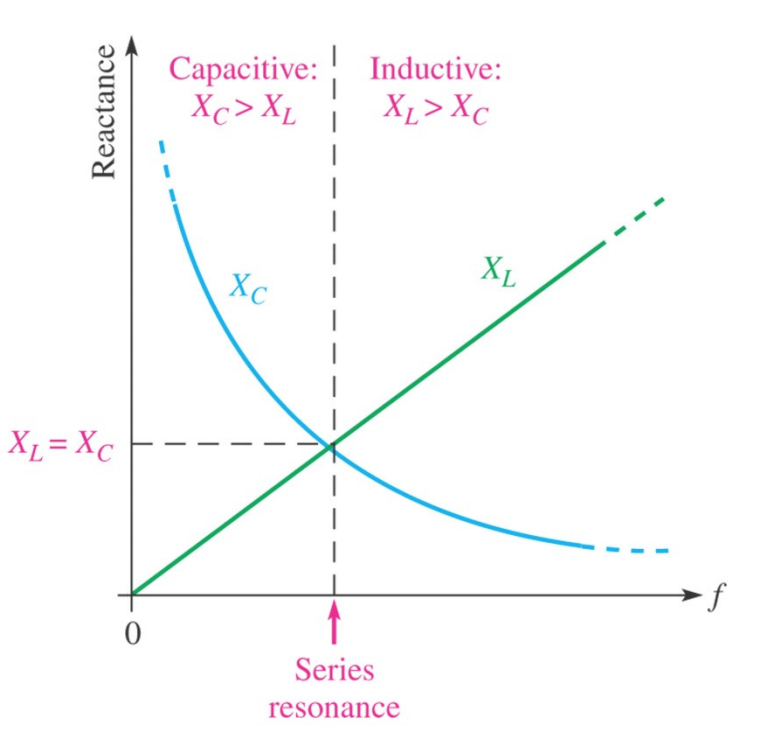 Reactance
Capacitive:
X_C > X_L
Inductive:
X_L > X_C
X_C
X_L
X_L = X_C
f
0
Series
resonance